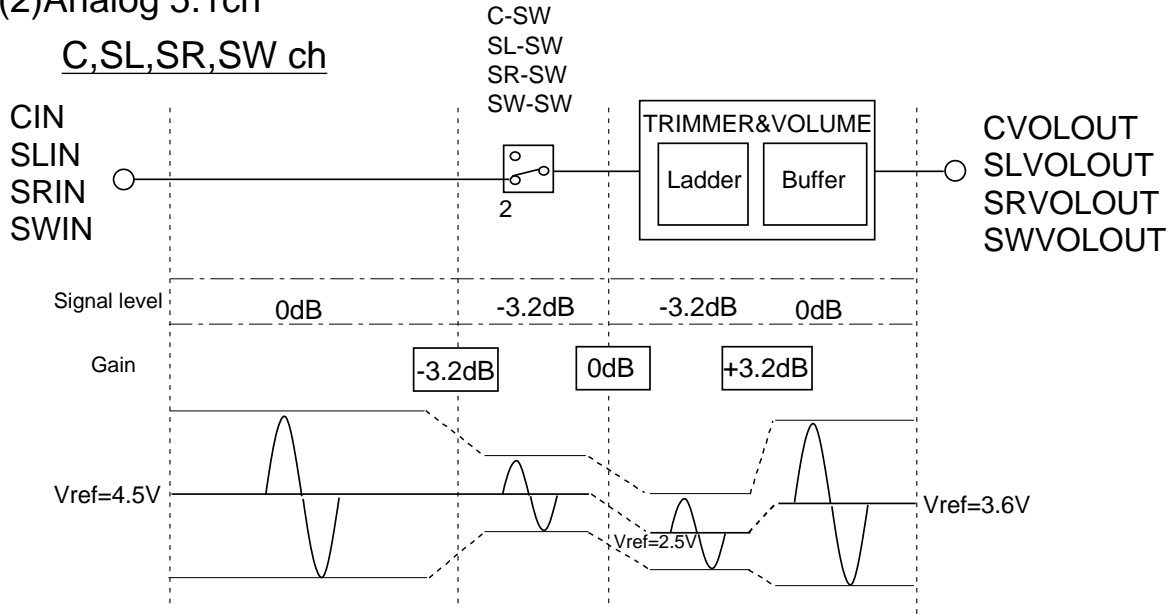 (2)Analog 5.1ch
C,SL,SR,SW ch
C-SW
SL-SW
SR-SW
SW-SW
CIN
SLIN
SRIN
SWIN
2
TRIMMER&VOLUME
Ladder
Buffer
CVOLOUT
SLVOLOUT
SRVOLOUT
SWVOLOUT
Signal level
0dB
-3.2dB
-3.2dB
0dB
Gain
-3.2dB
0dB
+3.2dB
Vref=4.5V
Vref=2.5V
Vref=3.6V